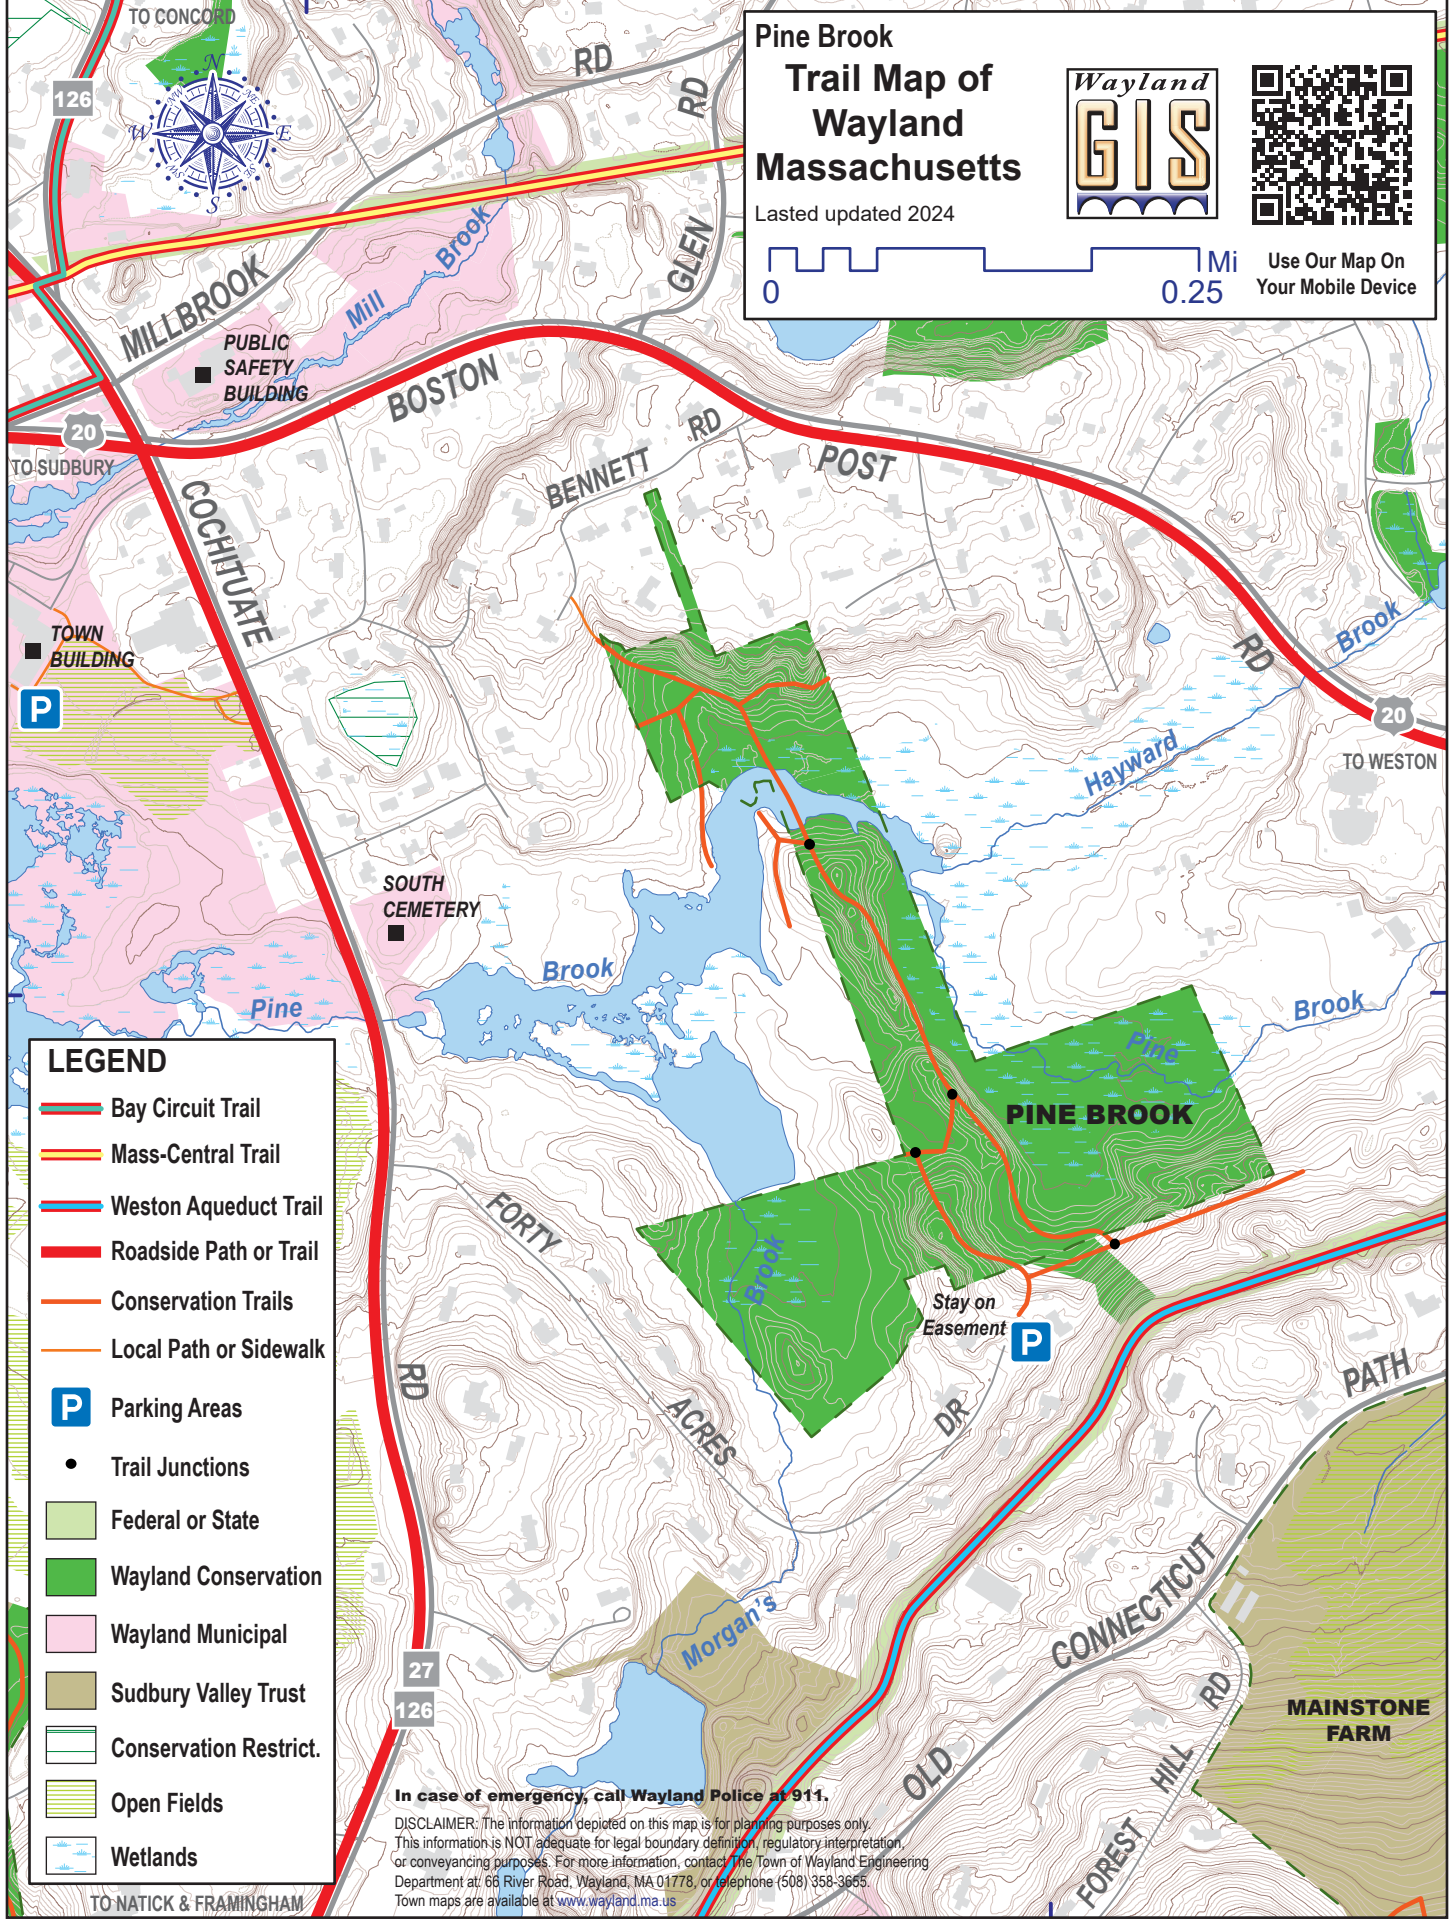 TO CONCORD
126
N
NE
E
SE
S
SW
W
NW
RD
RD
GLEN
Pine Brook
Trail Map of
Wayland
Massachusetts
Lasted updated 2024
Wayland
GIS
0
0.25
Mi
Use Our Map On
Your Mobile Device
MILLBROOK
Mill
Brook
PUBLIC
SAFETY
BUILDING
BOSTON
POST
RD
20
TO SUDBURY
BENNETT
RD
COCHITUATE
TOWN
BUILDING
P
Brook
Hayward
20
TO WESTON
SOUTH
CEMETERY
Brook
Pine
Brook
Pine
PINE BROOK
LEGEND
Bay Circuit Trail
Mass-Central Trail
Weston Aqueduct Trail
Roadside Path or Trail
Conservation Trails
Local Path or Sidewalk
P
Parking Areas
Trail Junctions
Federal or State
Wayland Conservation
Wayland Municipal
Sudbury Valley Trust
Conservation Restrict.
Open Fields
Wetlands
FORTY
ACRES
DR
Brook
Stay on
Easement
P
RD
PATH
CONNECTICUT
OLD
Morgan's
27
126
RD
HILL
FOREST
MAINSTONE
FARM
In case of emergency, call Wayland Police at 911.
DISCLAIMER: The information depicted on this map is for planning purposes only.
This information is NOT adequate for legal boundary definition, regulatory interpretation,
or conveyancing purposes. For more information, contact The Town of Wayland Engineering
Department at: 66 River Road, Wayland, MA 01778, or telephone (508) 358-3655.
Town maps are available at www.wayland.ma.us
TO NATICK & FRAMINGHAM